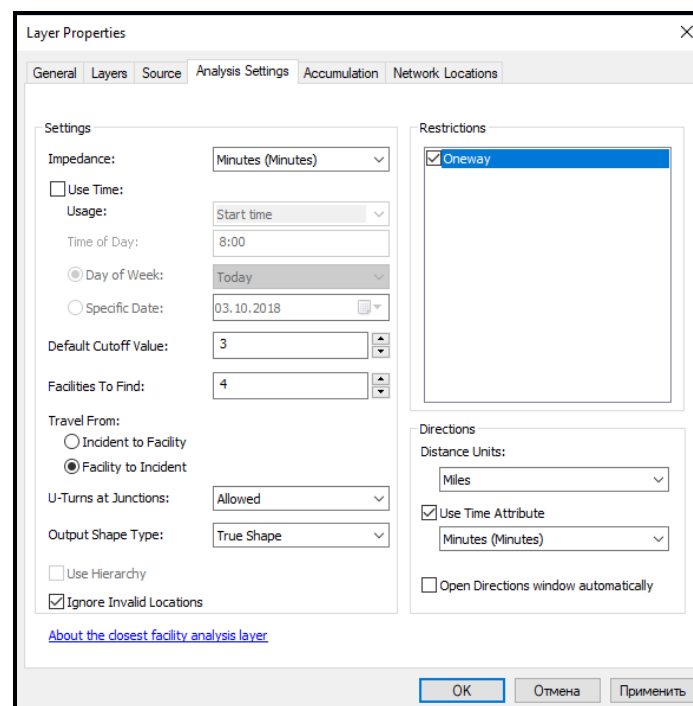 Layer Properties
General Layers Source Analysis Settings Accumulation Network Locations
Settings
Impedance: Minutes (Minutes)
Use Time:
Usage: Start time
Time of Day: 8:00
Day of Week: Today
Specific Date: 03.10.2018
Default Cutoff Value: 3
Facilities To Find: 4
Travel From:
Incident to Facility
Facility to Incident
U-Turns at Junctions: Allowed
Output Shape Type: True Shape
Use Hierarchy
Ignore Invalid Locations
About the closest facility analysis layer
Restrictions
Oneway
Directions
Distance Units:
Miles
Use Time Attribute
Minutes (Minutes)
Open Directions window automatically
OK Отмена Применить